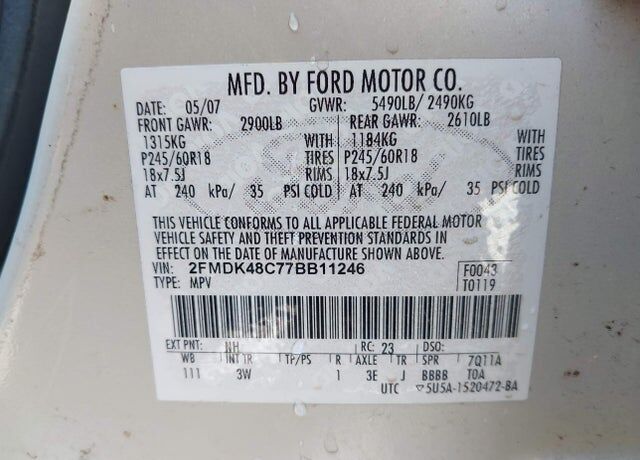 MFD. BY FORD MOTOR CO.
DATE: 05/07 GVWR: 5490LB/ 2490KG
FRONT GAWR: 2900LB REAR GAWR: 2610LB
1315KG WITH 1184KG WITH
P245/60R18 TIRES P245/60R18 TIRES
18x7.5J RIMS 18x7.5J RIMS
AT 240 kPa/ 35 PSI COLD AT 240 kPa/ 35 PSI COLD
THIS VEHICLE CONFORMS TO ALL APPLICABLE FEDERAL MOTOR
VEHICLE SAFETY AND THEFT PREVENTION STANDARDS IN
EFFECT ON THE DATE OF MANUFACTURE SHOWN ABOVE.
VIN: 2FMDK48C77BB11246 F0043
TYPE: MPV T0119
EXT PNT: NH RC: 23 DSO:
WB INT TR TP/PS R AXLE TR SPR 7Q11A
111 3W 1 3E J BBBB TOA
UTC ▽5U5A-1520472-BA